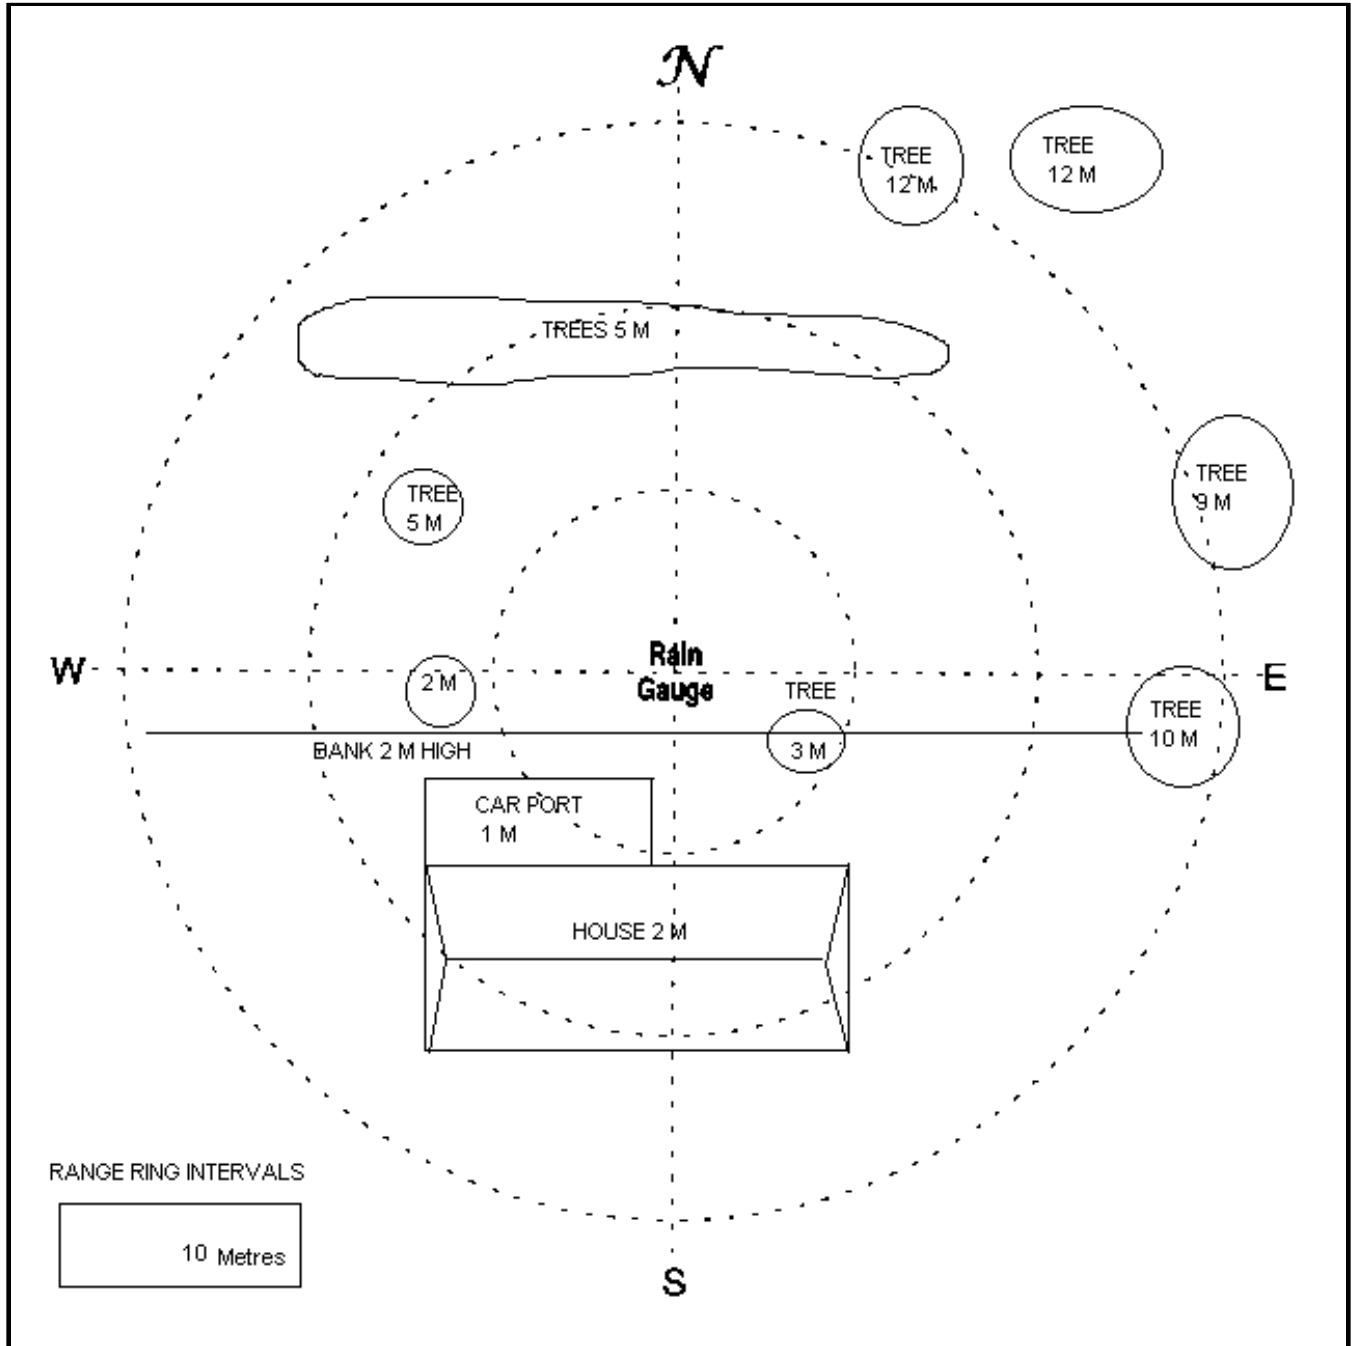 N
TREE
12 M
TREE
12 M
TREES 5 M
TREE
5 M
TREE
9 M
W
Rain
Gauge
E
2 M
TREE
3 M
TREE
10 M
BANK 2 M HIGH
CAR PORT
1 M
HOUSE 2 M
RANGE RING INTERVALS
10 Metres
S